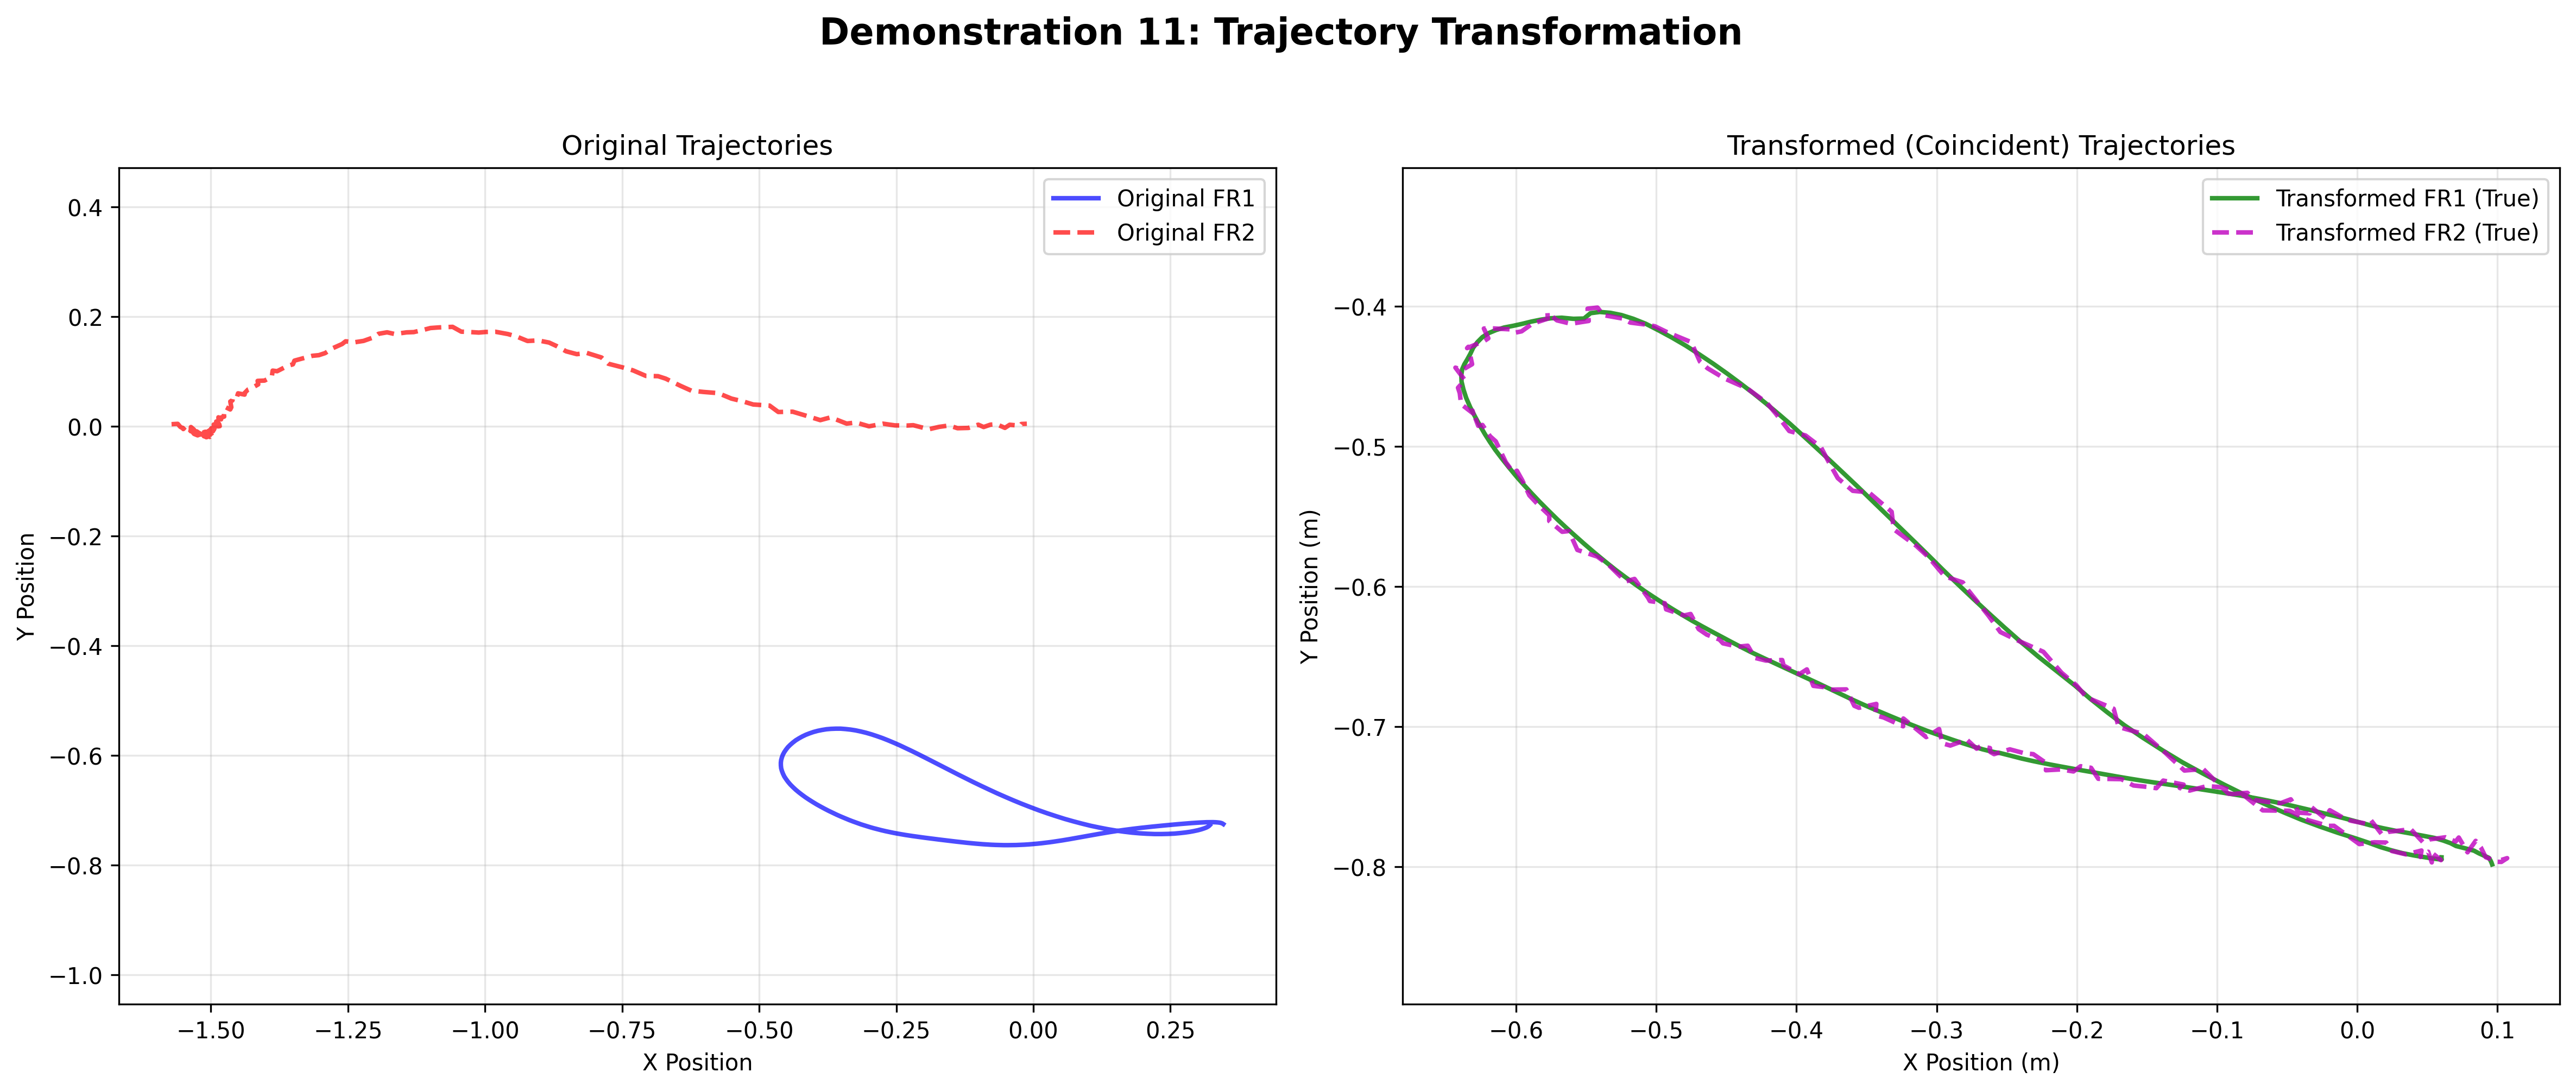 Demonstration 11: Trajectory Transformation
Original Trajectories
Original FR1
Original FR2
0.4
0.2
0.0
−0.2
−0.4
−0.6
−0.8
−1.0
Y Position
−1.50
−1.25
−1.00
−0.75
−0.50
−0.25
0.00
0.25
X Position
Transformed (Coincident) Trajectories
Transformed FR1 (True)
Transformed FR2 (True)
−0.4
−0.5
−0.6
−0.7
−0.8
Y Position (m)
−0.6
−0.5
−0.4
−0.3
−0.2
−0.1
0.0
0.1
X Position (m)